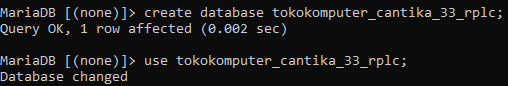 MariaDB [(none)]> create database tokokomputer_cantika_33_rplc;
Query OK, 1 row affected (0.002 sec)
MariaDB [(none)]> use tokokomputer_cantika_33_rplc;
Database changed